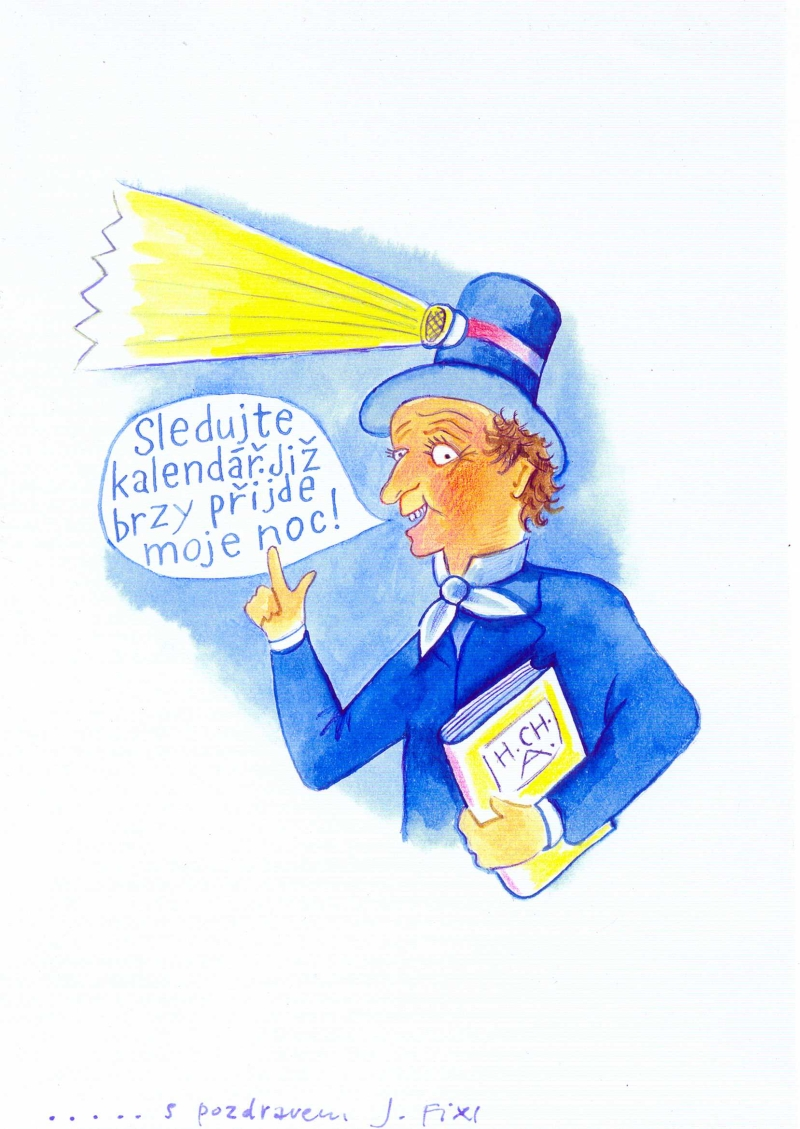 Sledujte
kalendář. Již
brzy přijde
moje noc!
H. CH.
A.
..... s pozdravem J. Fixl